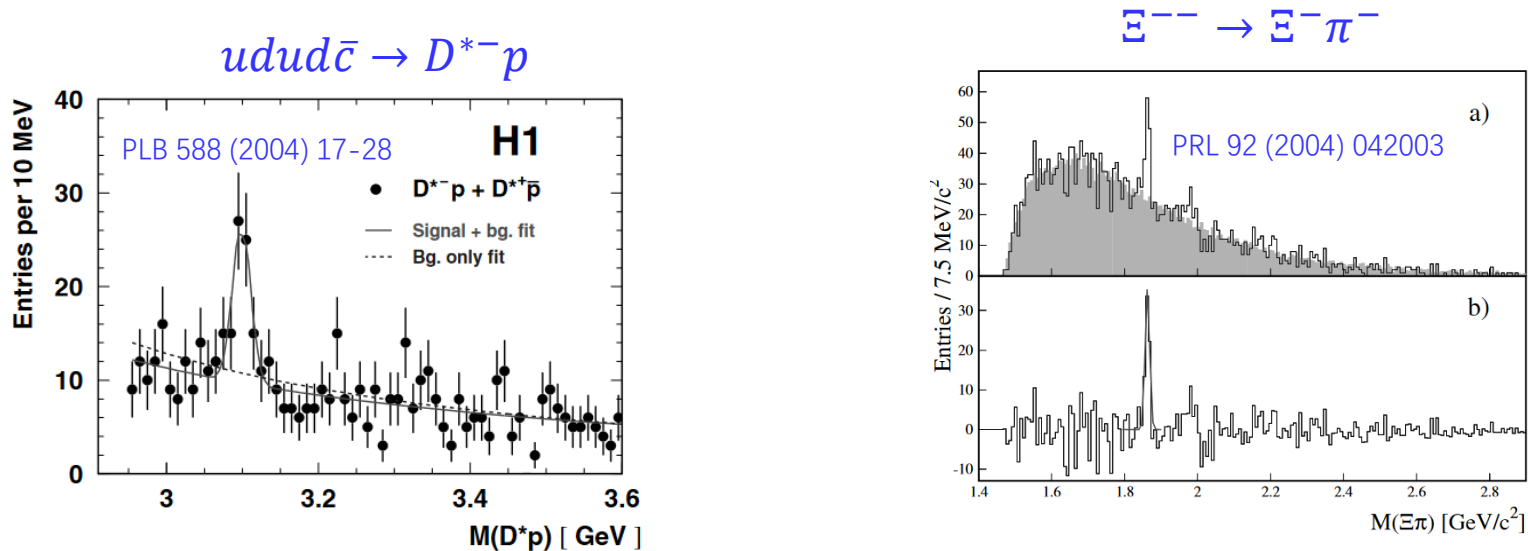 ududc̄ → D*⁻p
PLB 588 (2004) 17-28
H1
D*⁻p + D*⁺p̄
Signal + bg. fit
Bg. only fit
Entries per 10 MeV
40
30
20
10
0
3
3.2
3.4
3.6
M(D*p) [ GeV ]
Ξ⁻⁻ → Ξ⁻π⁻
a)
PRL 92 (2004) 042003
Entries / 7.5 MeV/c²
60
50
40
30
20
10
0
b)
30
20
10
0
-10
1.4
1.6
1.8
2
2.2
2.4
2.6
2.8
M(Ξπ) [GeV/c²]